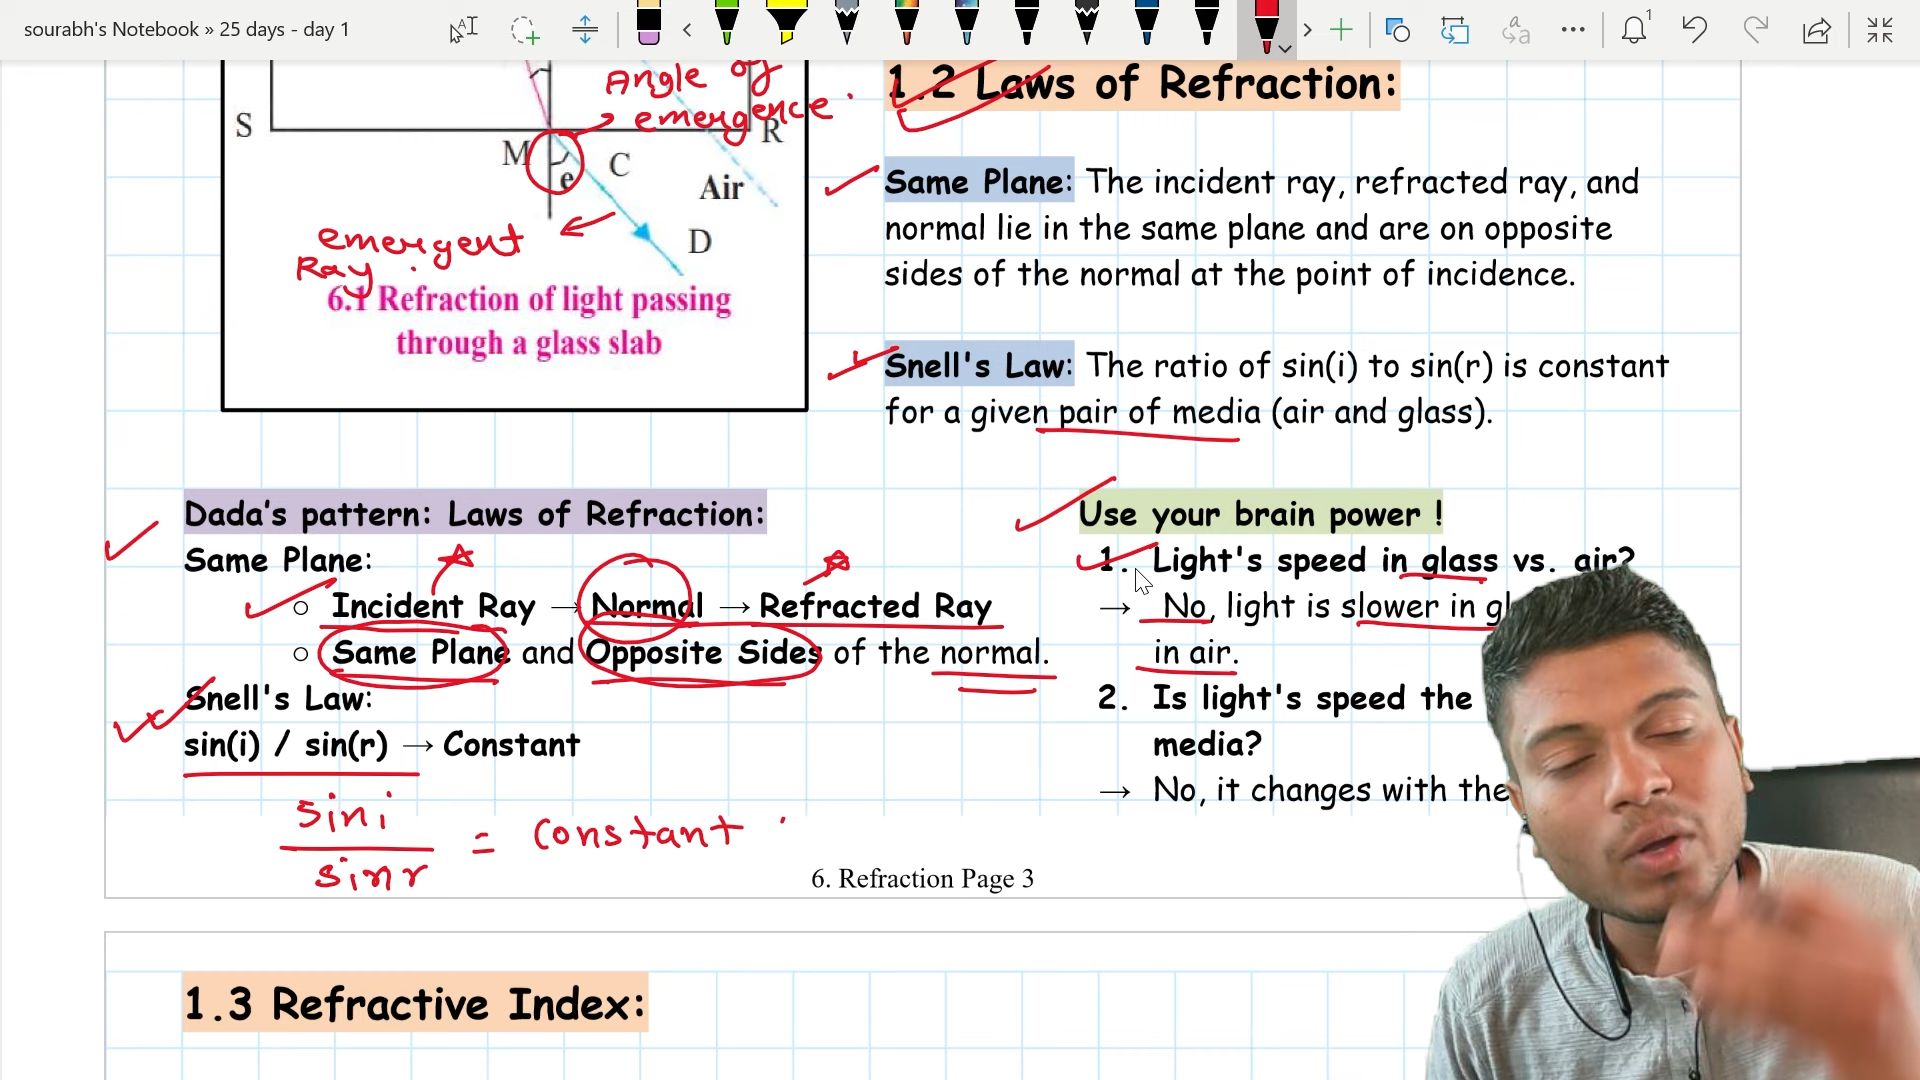 sourabh's Notebook » 25 days - day 1
Angle of
emergence.
S
R
M
C
e
Air
D
emergent
Ray
6.1 Refraction of light passing
through a glass slab
1.2 Laws of Refraction:
Same Plane: The incident ray, refracted ray, and
normal lie in the same plane and are on opposite
sides of the normal at the point of incidence.
Snell's Law: The ratio of sin(i) to sin(r) is constant
for a given pair of media (air and glass).
Dada's pattern: Laws of Refraction:
Same Plane:
○ Incident Ray → Normal → Refracted Ray
○ Same Plane and Opposite Sides of the normal.
Snell's Law:
sin(i) / sin(r) → Constant
sin i
sin r
= constant
Use your brain power !
1. Light's speed in glass vs. air?
→ No, light is slower in
in air.
2. Is light's speed the
media?
→ No, it changes with the
6. Refraction Page 3
1.3 Refractive Index: